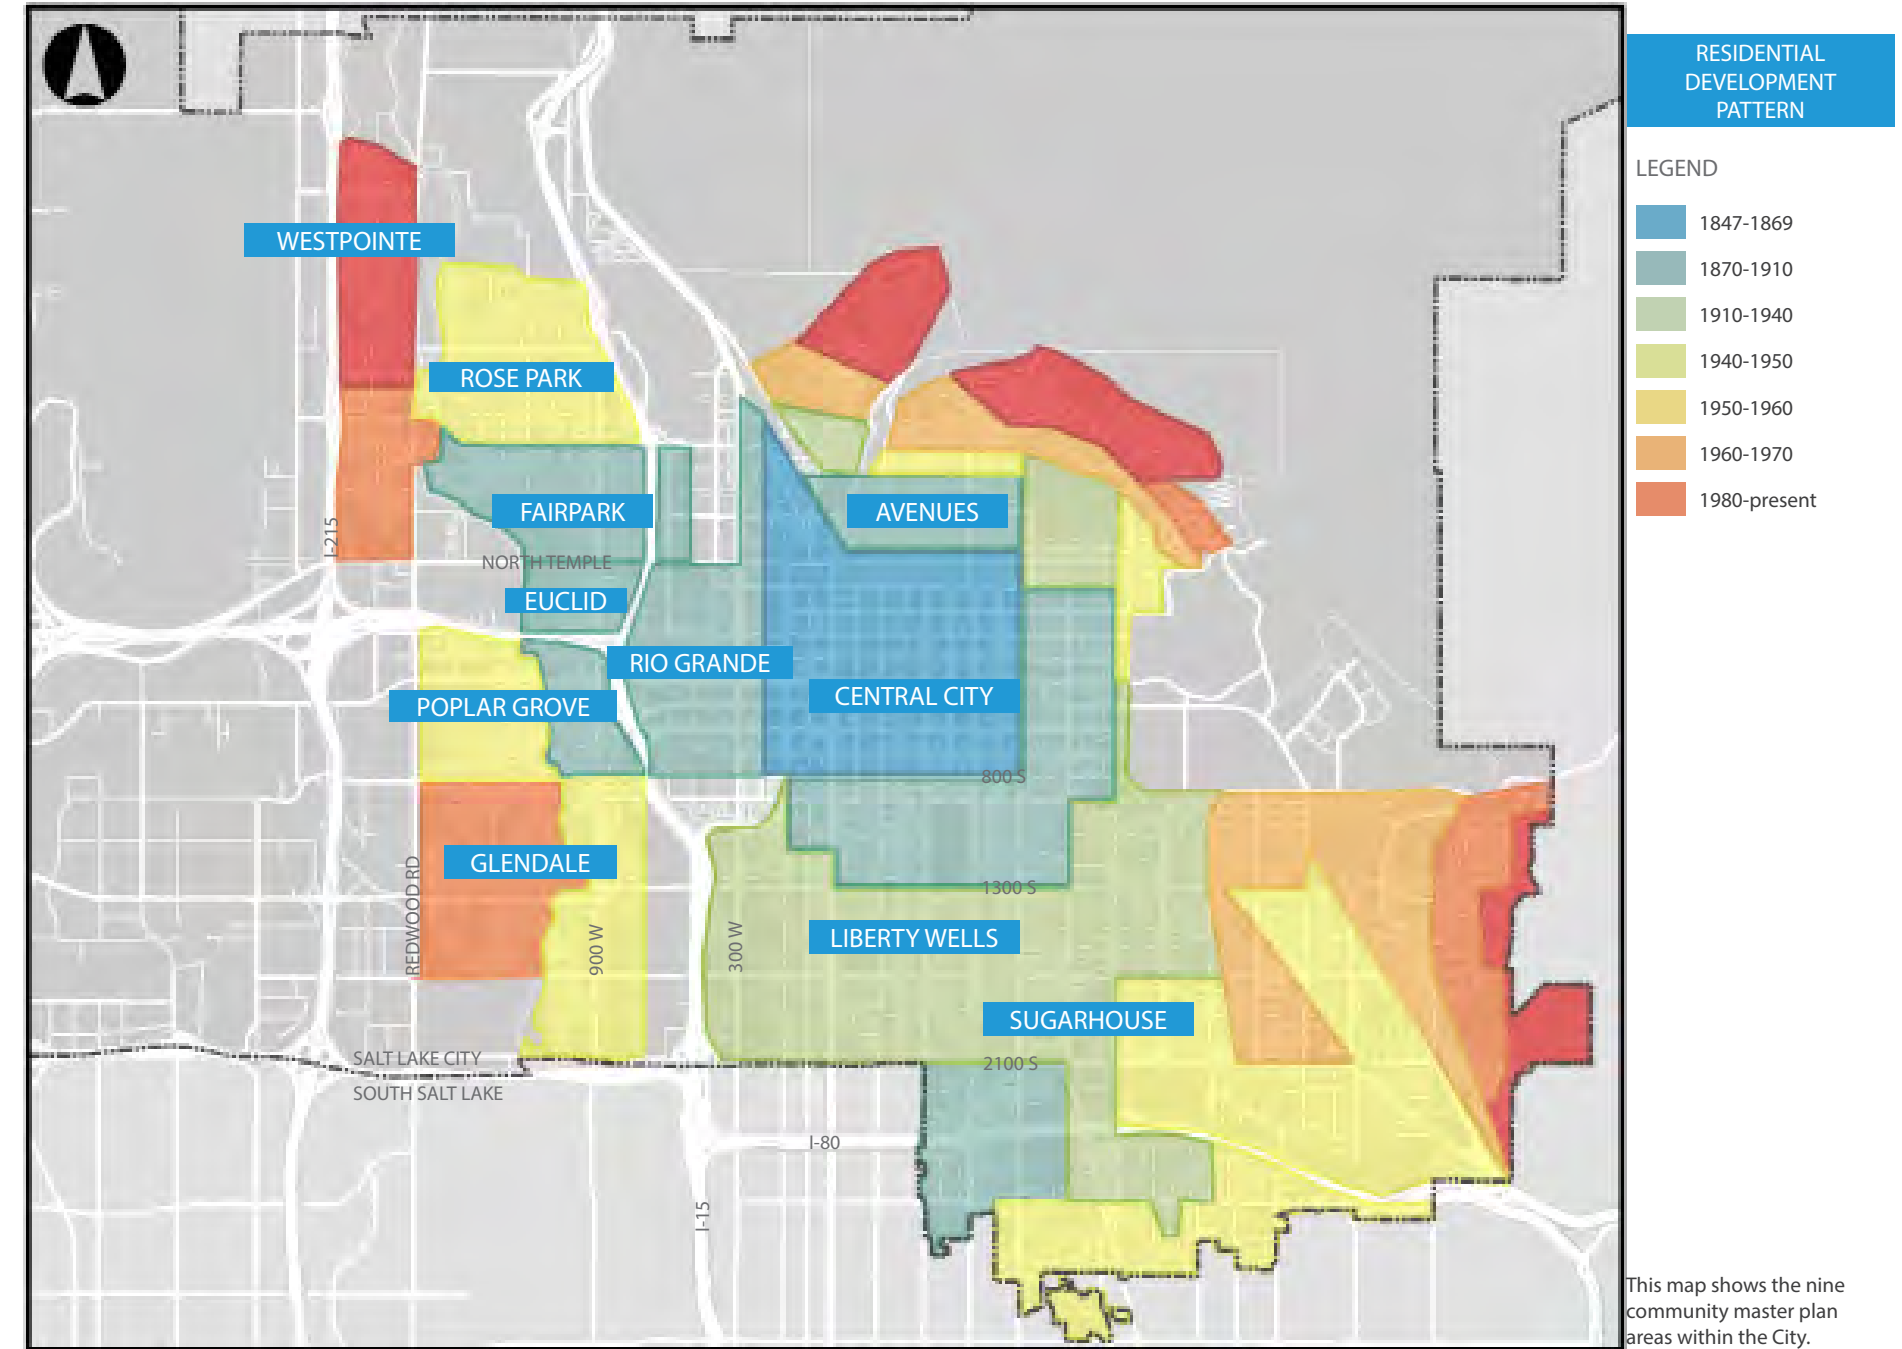 RESIDENTIAL
DEVELOPMENT
PATTERN
LEGEND
1847-1869
1870-1910
1910-1940
1940-1950
1950-1960
1960-1970
1980-present
WESTPOINTE
ROSE PARK
FAIRPARK
AVENUES
I-215
NORTH TEMPLE
EUCLID
RIO GRANDE
CENTRAL CITY
POPLAR GROVE
800 S
GLENDALE
REDWOOD RD
1300 S
900 W
300 W
LIBERTY WELLS
SUGARHOUSE
SALT LAKE CITY
2100 S
SOUTH SALT LAKE
I-80
I-15
This map shows the nine
community master plan
areas within the City.